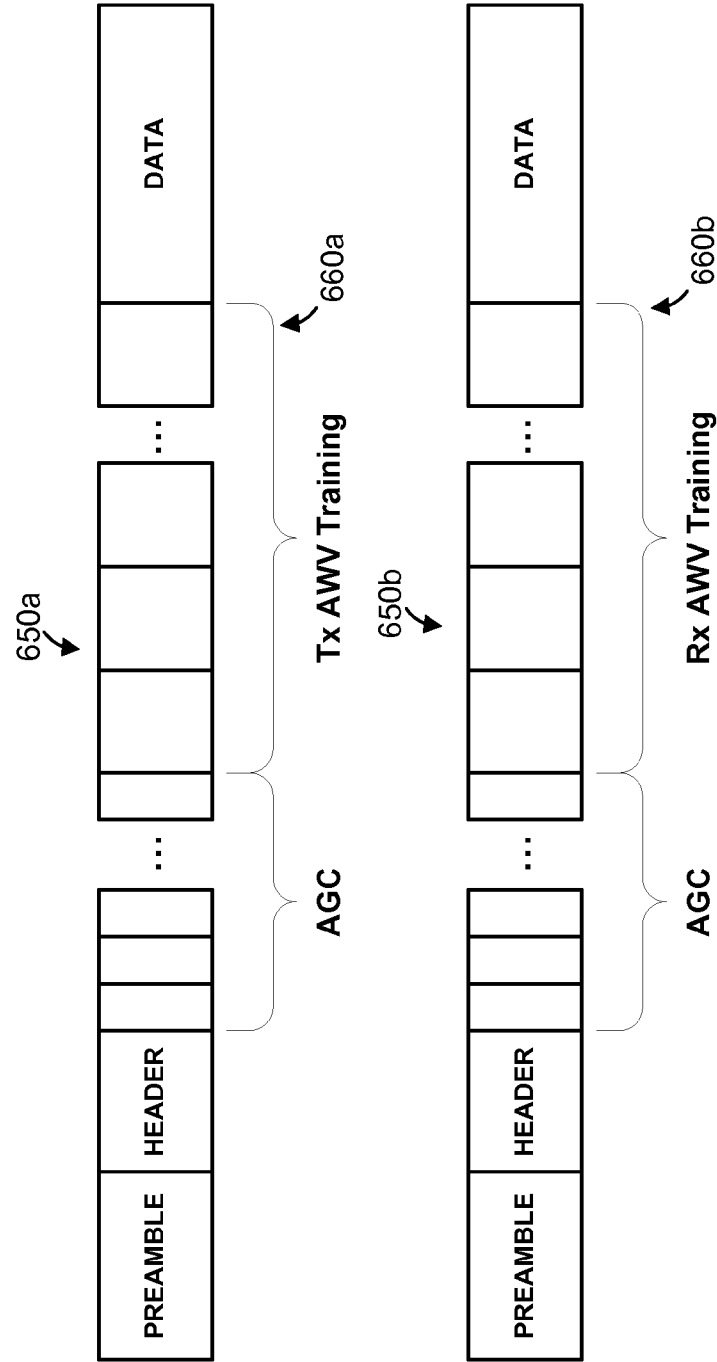 650a
PREAMBLE HEADER ... ... DATA
AGC Tx AWV Training 660a
650b
PREAMBLE HEADER ... ... DATA
AGC Rx AWV Training 660b